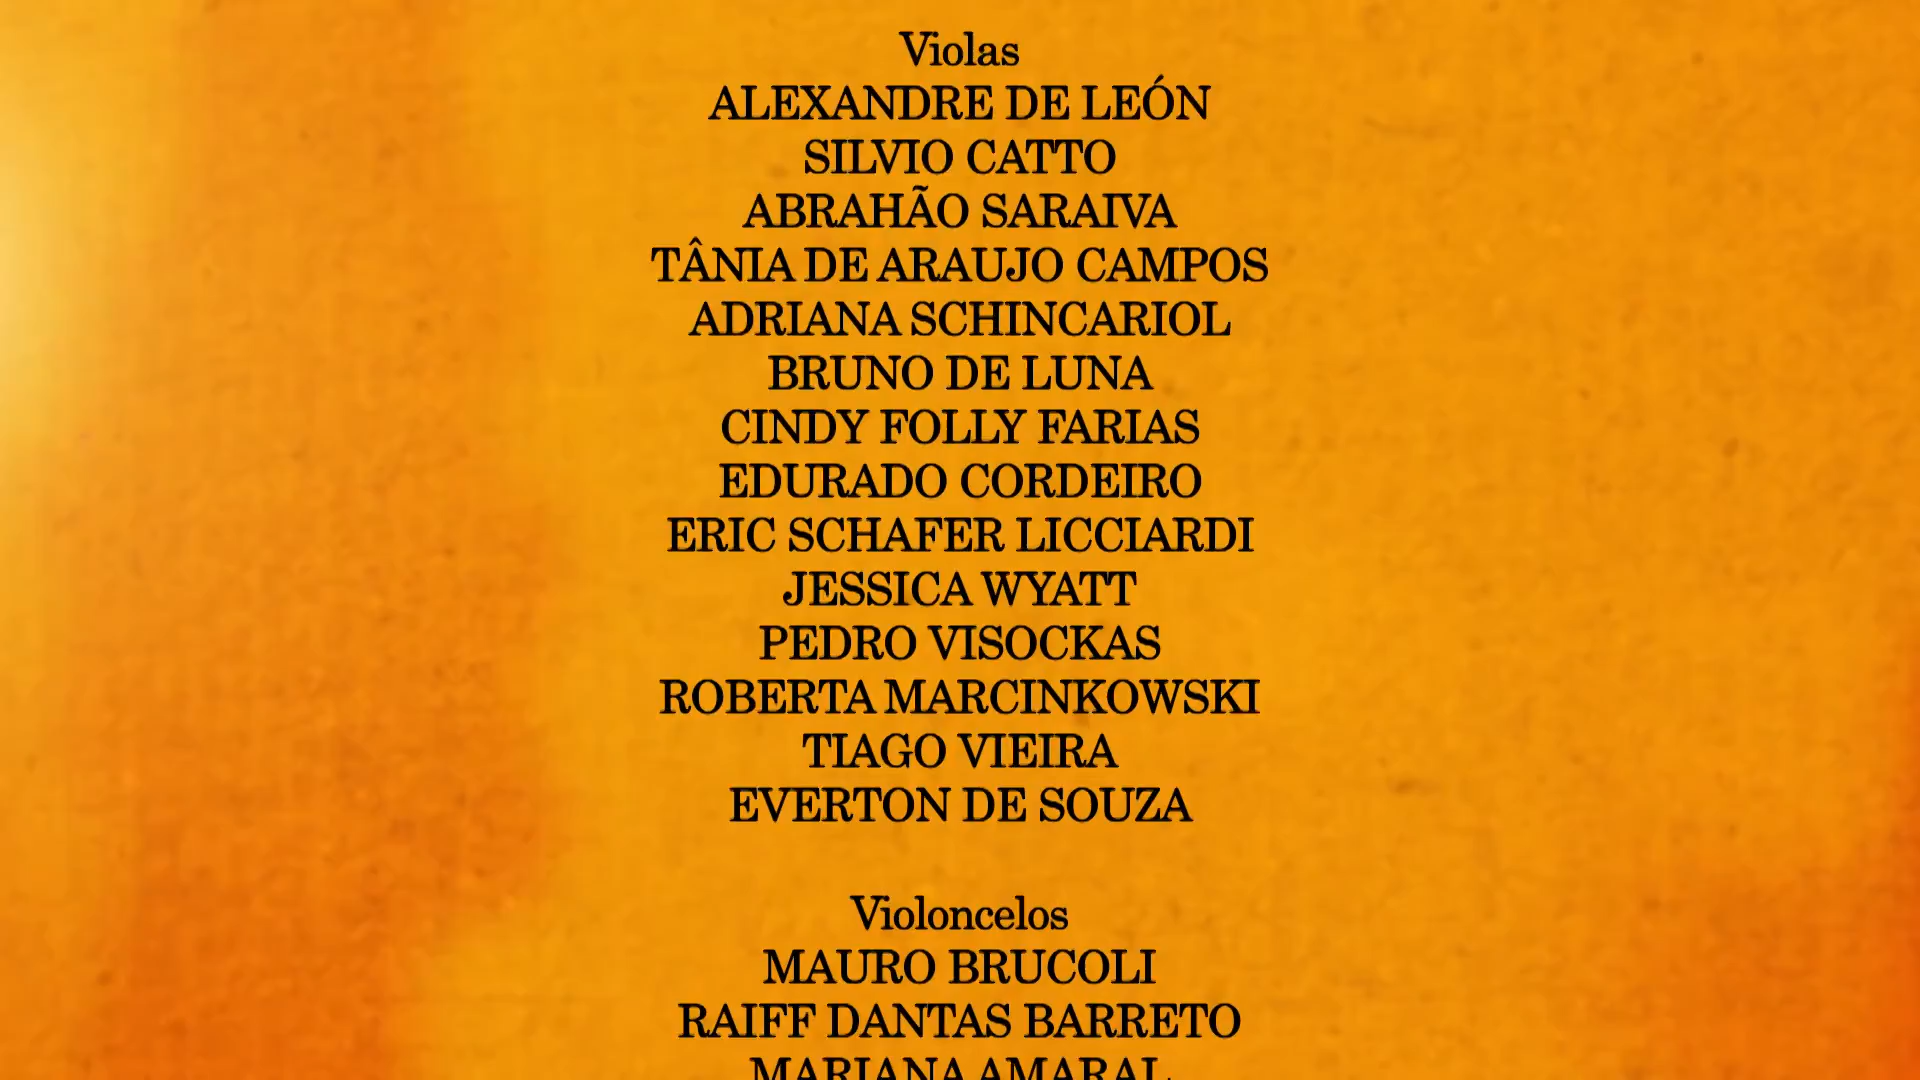 Violas
ALEXANDRE DE LEÓN
SILVIO CATTO
ABRAHÃO SARAIVA
TÂNIA DE ARAUJO CAMPOS
ADRIANA SCHINCARIOL
BRUNO DE LUNA
CINDY FOLLY FARIAS
EDURADO CORDEIRO
ERIC SCHAFER LICCIARDI
JESSICA WYATT
PEDRO VISOCKAS
ROBERTA MARCINKOWSKI
TIAGO VIEIRA
EVERTON DE SOUZA
Violoncelos
MAURO BRUCOLI
RAIFF DANTAS BARRETO
MARIANA AMARAL